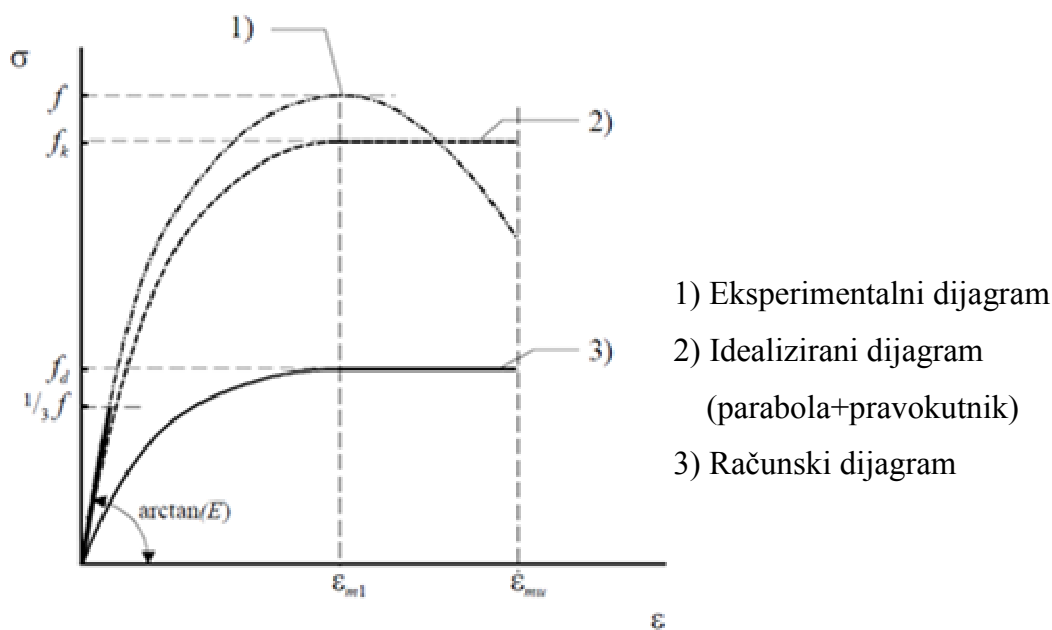 1)
σ
f
2)
fₖ
1) Eksperimentalni dijagram
2) Idealizirani dijagram
(parabola+pravokutnik)
3) Računski dijagram
3)
f_d
1/3 f
arctan(E)
ε_m1
ε_mu
ε